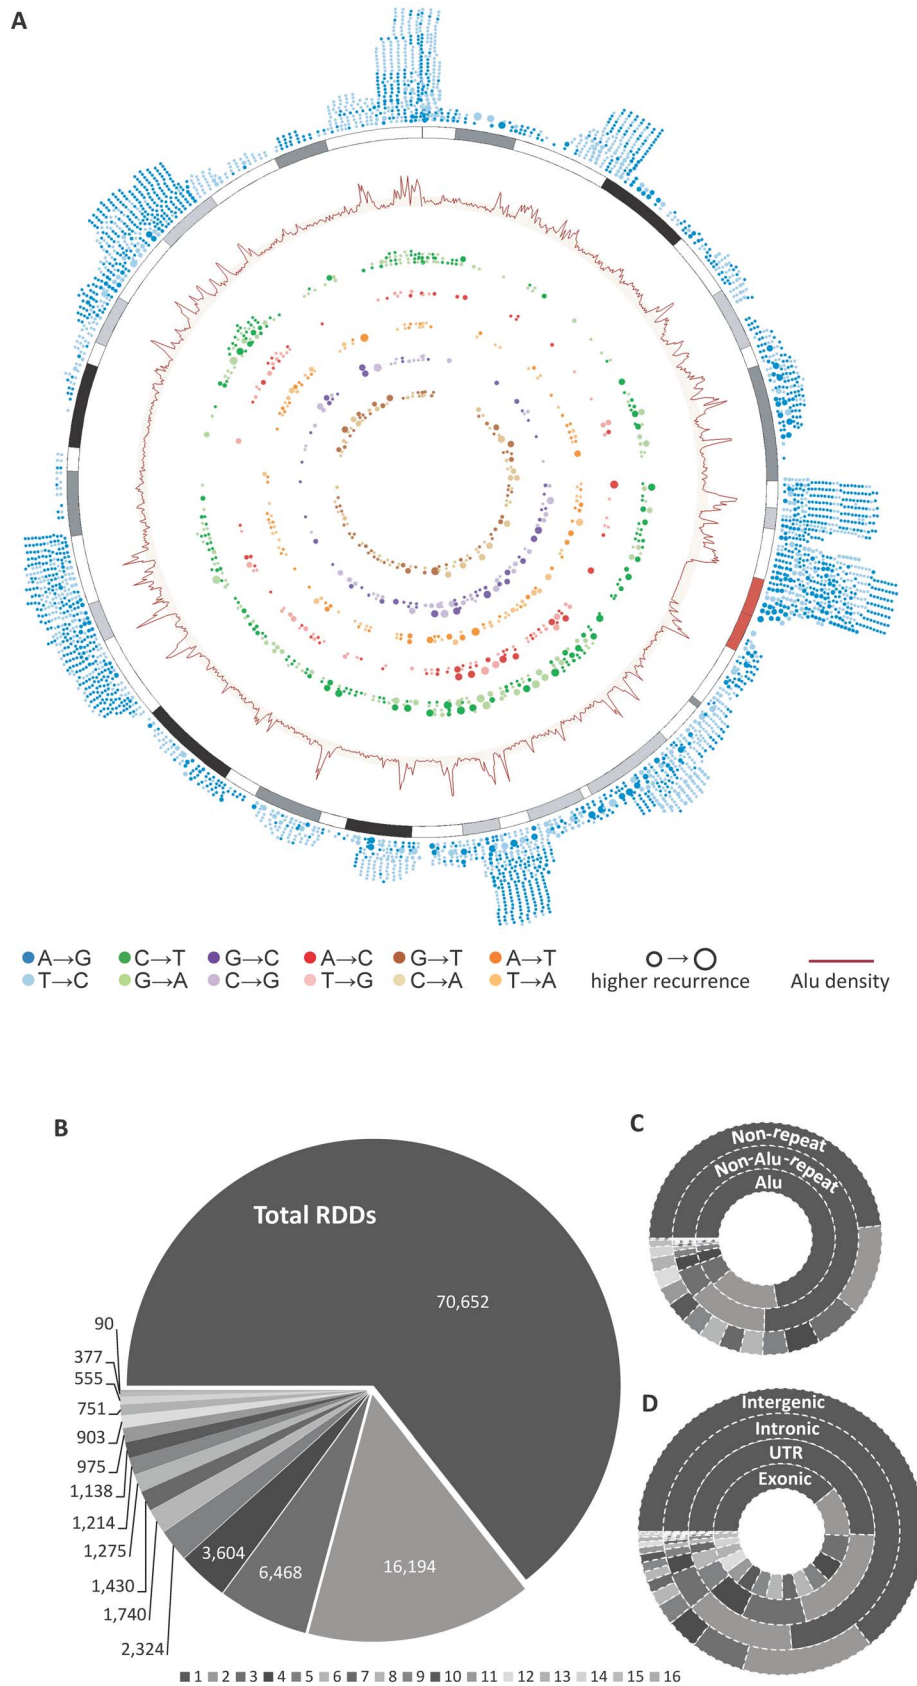 A
A→G C→T G→C A→C G→T A→T
T→C G→A C→G T→G C→A T→A
→
higher recurrence
Alu density
B
Total RDDs
70,652
90
377
555
751
903
975
1,138
1,214
1,275
1,430
1,740
2,324
3,604
6,468
16,194
C
Non-repeat
Non-Alu-repeat
Alu
D
Intergenic
Intronic
UTR
Exonic
1 2 3 4 5 6 7 8 9 10 11 12 13 14 15 16